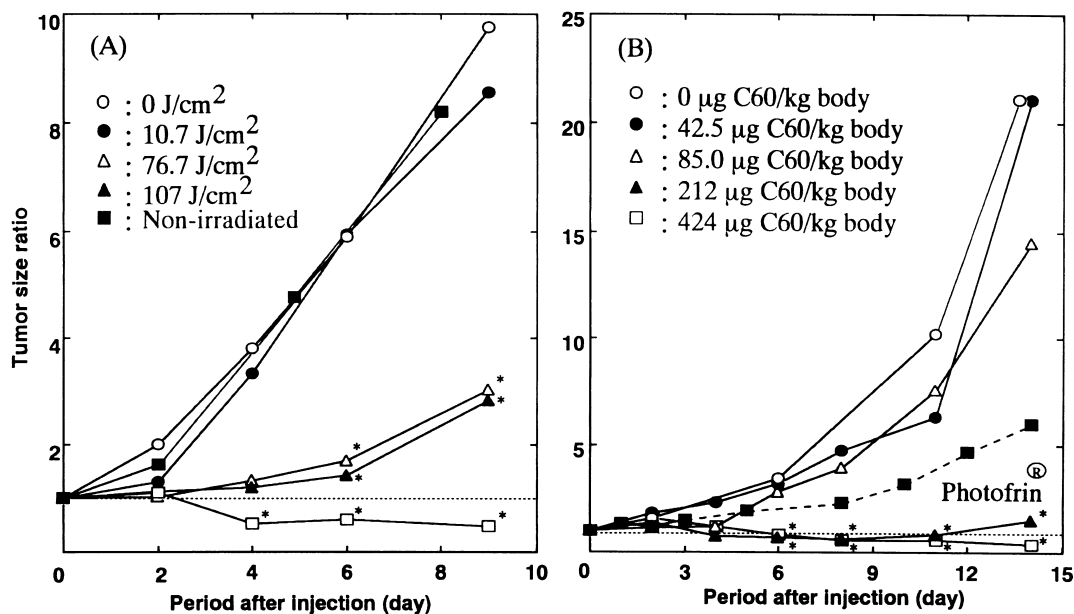 (A)
○ : 0 J/cm2
● : 10.7 J/cm2
△ : 76.7 J/cm2
▲ : 107 J/cm2
■ : Non-irradiated
Tumor size ratio
10
8
6
4
2
0
0 2 4 6 8 10
Period after injection (day)
* * * * * * *
(B)
○ : 0 μg C60/kg body
● : 42.5 μg C60/kg body
△ : 85.0 μg C60/kg body
▲ : 212 μg C60/kg body
□ : 424 μg C60/kg body
25
20
15
10
5
0
Photofrin ®
* * * * * * * *
0 3 6 9 12 15
Period after injection (day)